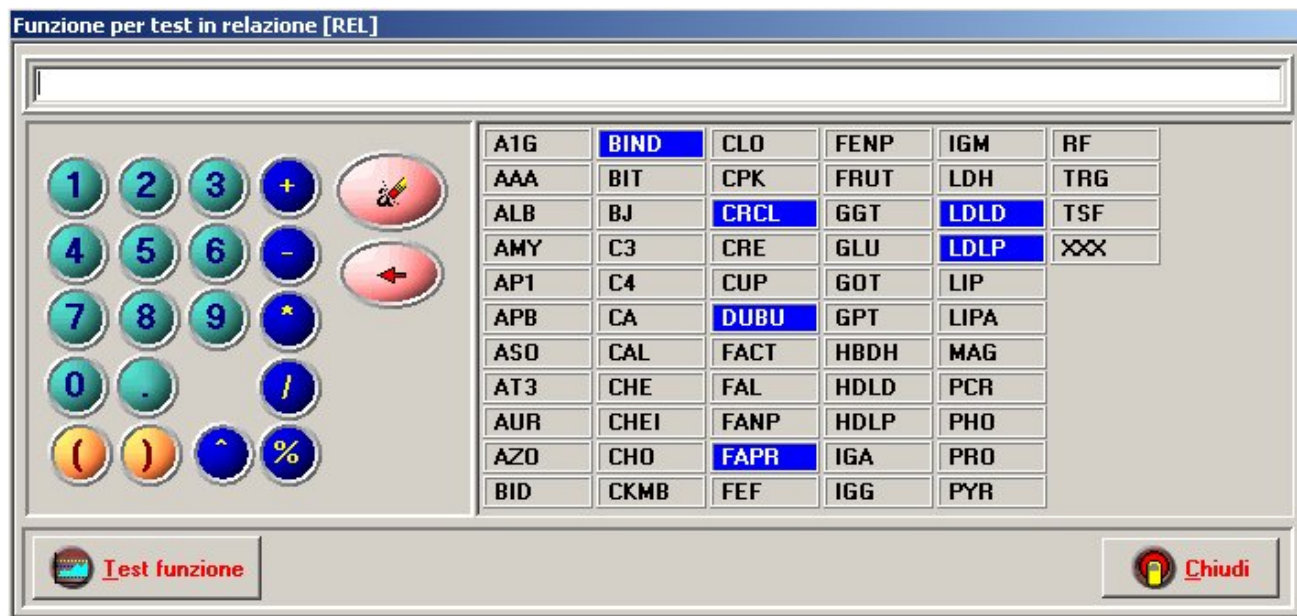 Funzione per test in relazione [REL]
1 2 3 +
4 5 6 -
7 8 9 *
0 . /
( ) ^ %
a
A1G BIND CLO FENP IGM RF
AAA BIT CPK FRUT LDH TRG
ALB BJ CRCL GGT LDLD TSF
AMY C3 CRE GLU LDLP XXX
AP1 C4 CUP GOT LIP
APB CA DUBU GPT LIPA
ASO CAL FACT HBDH MAG
AT3 CHE FAL HDLD PCR
AUR CHEI FANP HDLP PHO
AZO CHO FAPR IGA PRO
BID CKMB FEF IGG PYR
Test funzione
Chiudi